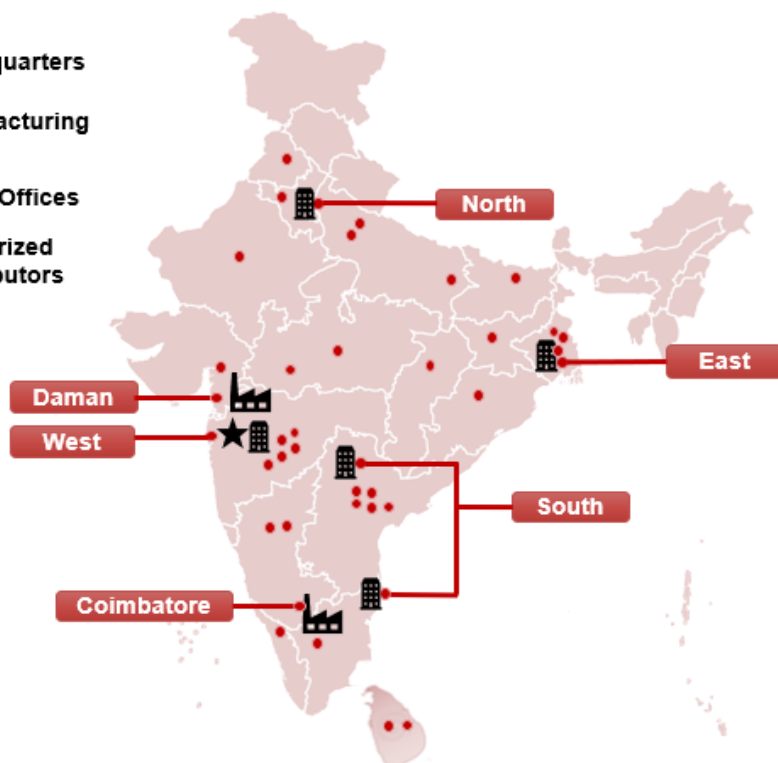 quarters
acturing
Offices
rized
butors
North
East
Daman
West
South
Coimbatore